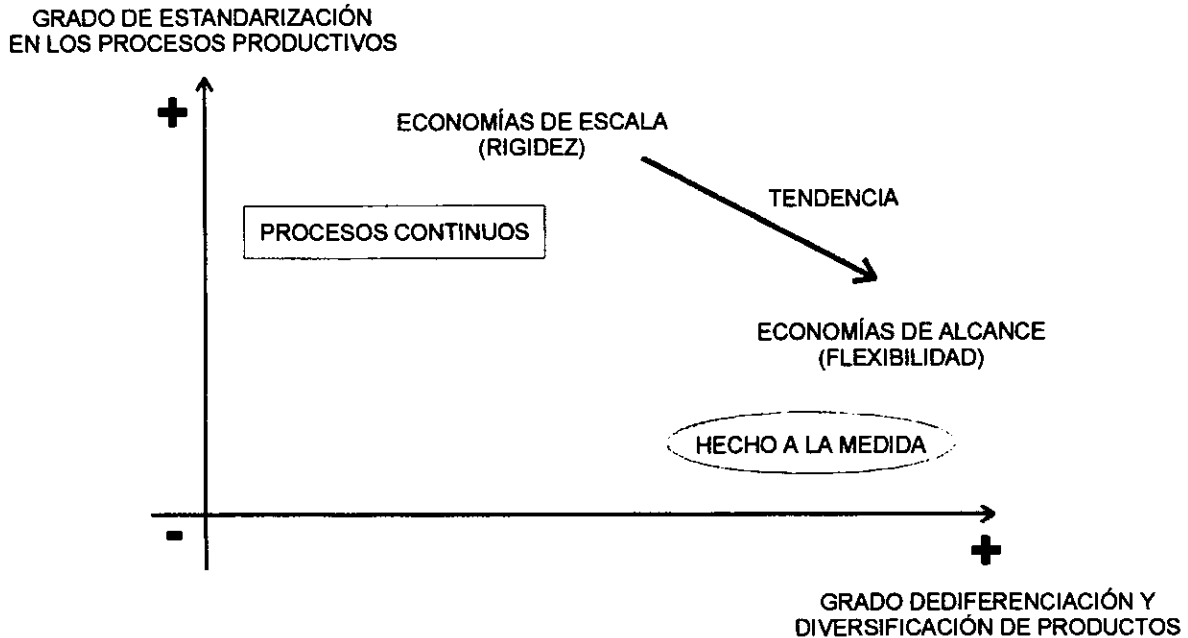 GRADO DE ESTANDARIZACIÓN
EN LOS PROCESOS PRODUCTIVOS
+
ECONOMÍAS DE ESCALA
(RIGIDEZ)
TENDENCIA
PROCESOS CONTINUOS
ECONOMÍAS DE ALCANCE
(FLEXIBILIDAD)
HECHO A LA MEDIDA
-
+
GRADO DEDIFERENCIACIÓN Y
DIVERSIFICACIÓN DE PRODUCTOS